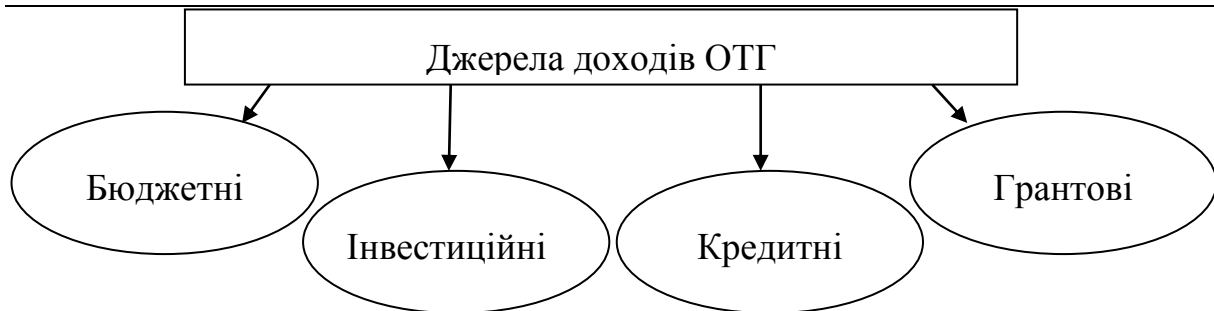 Джерела доходів ОТГ
Бюджетні
Інвестиційні
Кредитні
Грантові